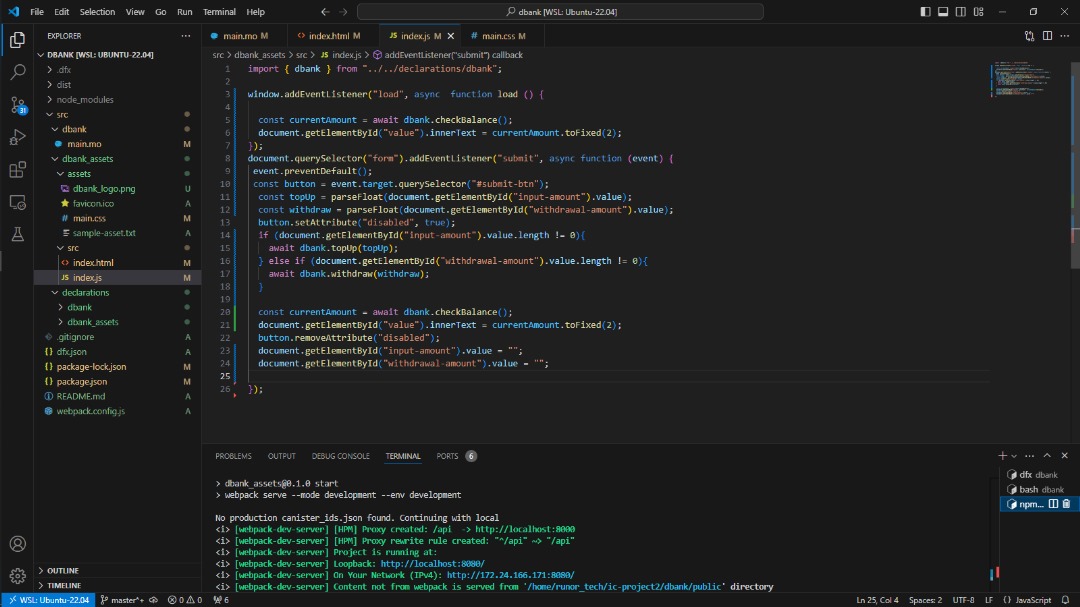 File Edit Selection View Go Run Terminal Help
dbank [WSL: Ubuntu-22.04]
EXPLORER
DBANK [WSL: UBUNTU-22.04]
.dfx
dist
node_modules
src
dbank
main.mo M
dbank_assets
assets
dbank_logo.png U
favicon.ico A
main.css M
sample-asset.txt A
src
index.html M
index.js M
declarations
dbank
dbank_assets
.gitignore A
dfx.json A
package-lock.json M
package.json M
README.md A
webpack.config.js A
OUTLINE
TIMELINE
31
main.mo M index.html M index.js M main.css M
src > dbank_assets > src > index.js > addEventListener("submit") callback
1 import { dbank } from "../../declarations/dbank";
2
3 window.addEventListener("load", async  function load () {
4
5 const currentAmount = await dbank.checkBalance();
6 document.getElementById("value").innerText = currentAmount.toFixed(2);
7 });
8 document.querySelector("form").addEventListener("submit", async function (event) {
9 event.preventDefault();
10 const button = event.target.querySelector("#submit-btn");
11 const topUp = parseFloat(document.getElementById("input-amount").value);
12 const withdraw = parseFloat(document.getElementById("withdrawal-amount").value);
13 button.setAttribute("disabled", true);
14 if (document.getElementById("input-amount").value.length != 0){
15 await dbank.topUp(topUp);
16 } else if (document.getElementById("withdrawal-amount").value.length != 0){
17 await dbank.withdraw(withdraw);
18 }
19
20 const currentAmount = await dbank.checkBalance();
21 document.getElementById("value").innerText = currentAmount.toFixed(2);
22 button.removeAttribute("disabled");
23 document.getElementById("input-amount").value = "";
24 document.getElementById("withdrawal-amount").value = "";
25
26 });
PROBLEMS OUTPUT DEBUG CONSOLE TERMINAL PORTS 6
> dbank_assets@0.1.0 start
> webpack serve --mode development --env development
No production canister_ids.json found. Continuing with local
<i> [webpack-dev-server] [HPM] Proxy created: /api  -> http://localhost:8000
<i> [webpack-dev-server] [HPM] Proxy rewrite rule created: "^/api" ~> "/api"
<i> [webpack-dev-server] Project is running at:
<i> [webpack-dev-server] Loopback: http://localhost:8080/
<i> [webpack-dev-server] On Your Network (IPv4): http://172.24.166.171:8080/
<i> [webpack-dev-server] Content not from webpack is served from '/home/runor_tech/ic-project2/dbank/public' directory
dfx dbank
bash dbank
npm...
WSL: Ubuntu-22.04 master*+ 0 0 6 Ln 25, Col 4 Spaces: 2 UTF-8 LF {} JavaScript